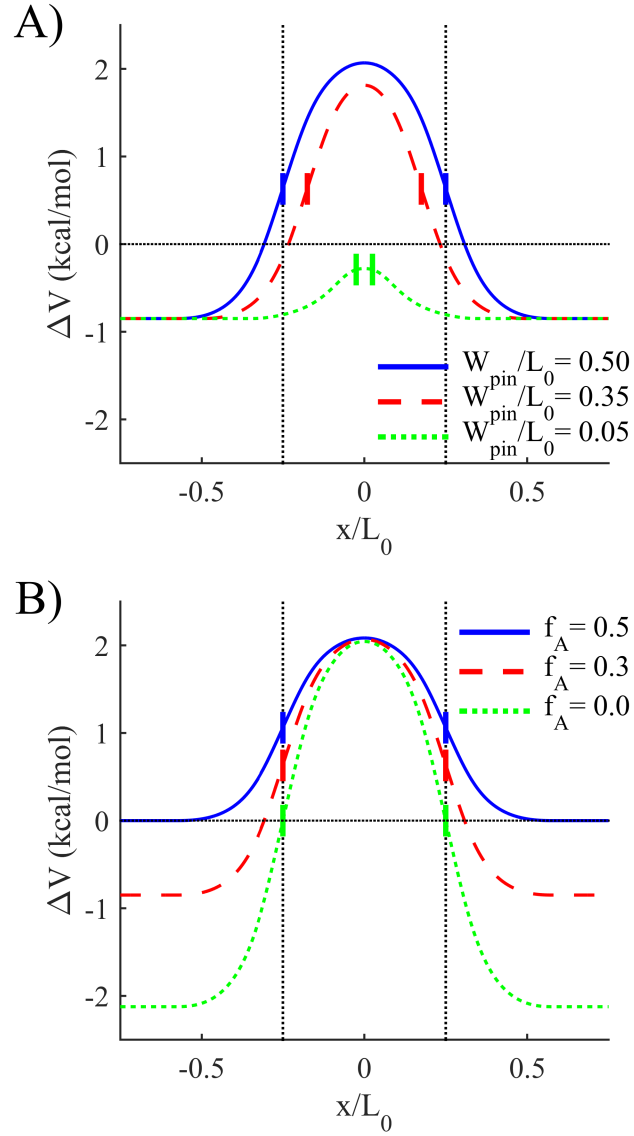 A)
2
1
0
-1
-2
ΔV (kcal/mol)
W_pin/L_0= 0.50
W_pin/L_0= 0.35
W_pin/L_0= 0.05
-0.5 0 0.5
x/L_0
B)
2
1
0
-1
-2
ΔV (kcal/mol)
f_A= 0.5
f_A= 0.3
f_A= 0.0
-0.5 0 0.5
x/L_0